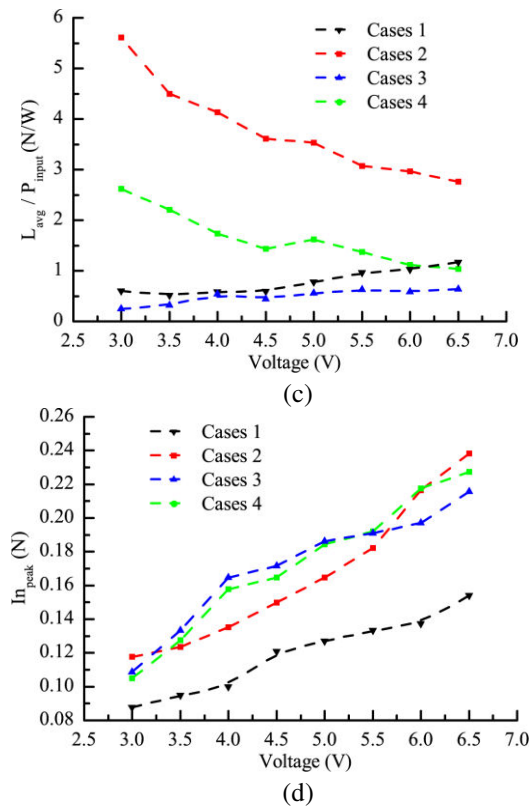 6
5
4
3
2
1
0
L_avg / P_input (N/W)
Cases 1
Cases 2
Cases 3
Cases 4
2.5 3.0 3.5 4.0 4.5 5.0 5.5 6.0 6.5 7.0
Voltage (V)
(c)
0.26
0.24
0.22
0.20
0.18
0.16
0.14
0.12
0.10
0.08
In_peak (N)
Cases 1
Cases 2
Cases 3
Cases 4
2.5 3.0 3.5 4.0 4.5 5.0 5.5 6.0 6.5 7.0
Voltage (V)
(d)